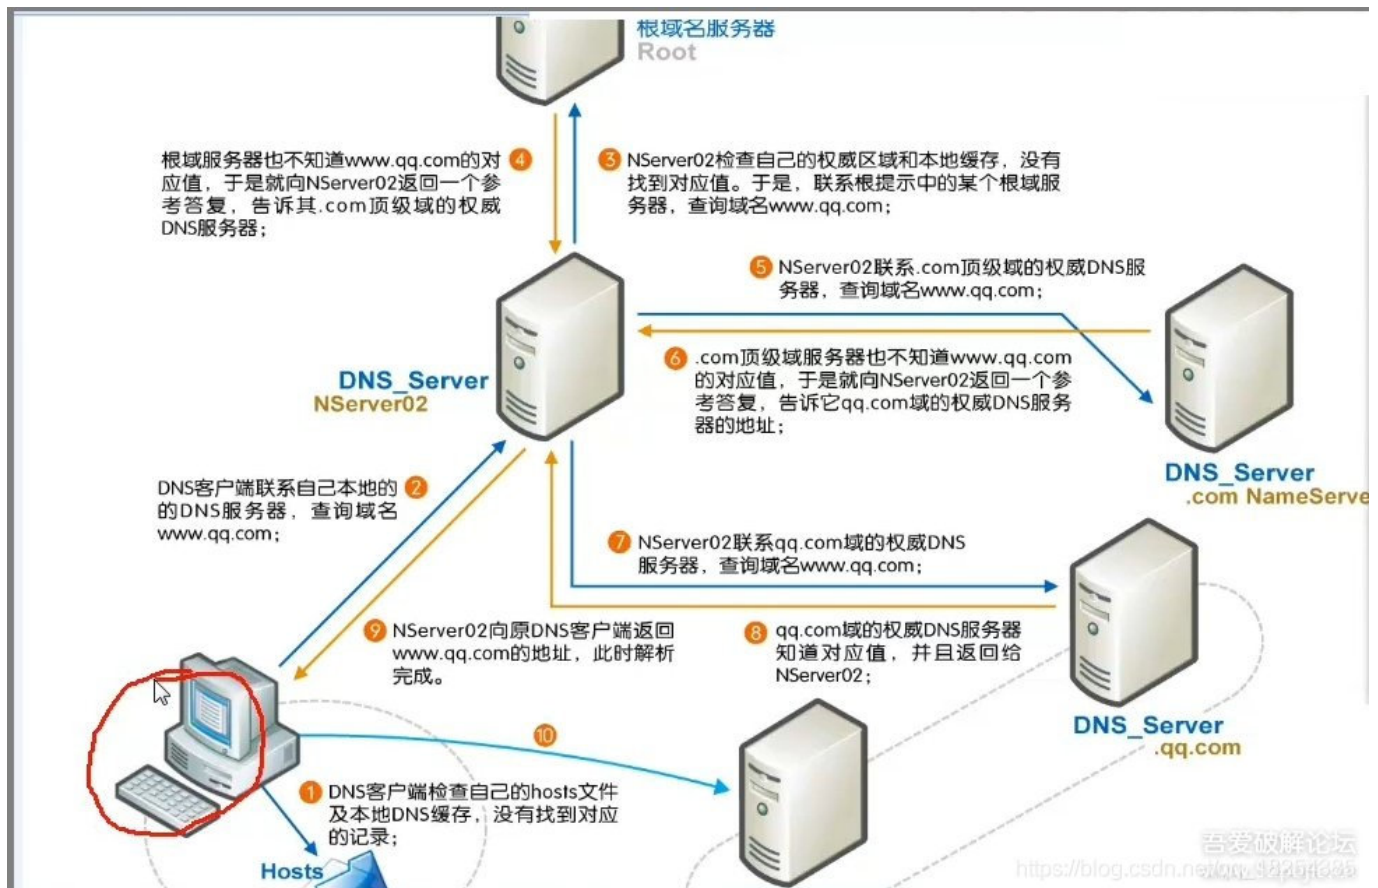 根域名服务器
Root
根域服务器也不知道www.qq.com的对
应值，于是就向NServer02返回一个参
考答复，告诉其.com顶级域的权威
DNS服务器；
4
3
NServer02检查自己的权威区域和本地缓存，没有
找到对应值。于是，联系根提示中的某个根域服
务器，查询域名www.qq.com；
5
NServer02联系.com顶级域的权威DNS服
务器，查询域名www.qq.com；
6
.com顶级域服务器也不知道www.qq.com
的对应值，于是就向NServer02返回一个参
考答复，告诉它qq.com域的权威DNS服务
器的地址；
DNS_Server
NServer02
DNS_Server
.com NameServe
DNS客户端联系自己本地的
的DNS服务器，查询域名
www.qq.com；
2
7
NServer02联系qq.com域的权威DNS
服务器，查询域名www.qq.com；
9
NServer02向原DNS客户端返回
www.qq.com的地址，此时解析
完成。
8
qq.com域的权威DNS服务器
知道对应值，并且返回给
NServer02；
DNS_Server
.qq.com
10
1
DNS客户端检查自己的hosts文件
及本地DNS缓存，没有找到对应
的记录；
Hosts
吾爱破解论坛
https://blog.csdn.net/